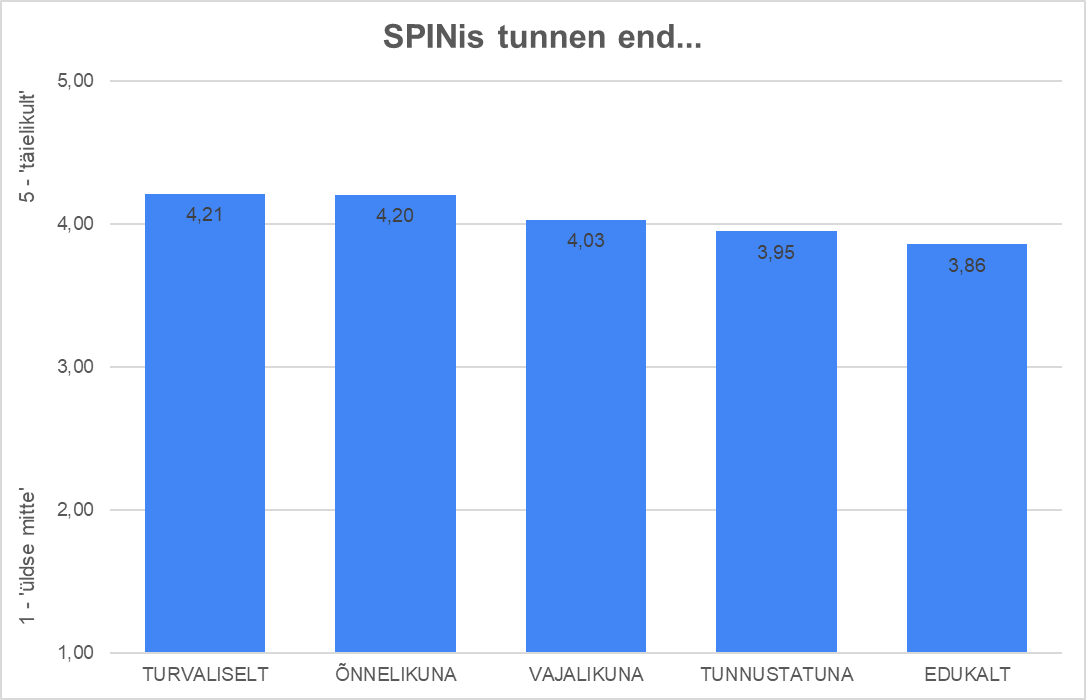 SPINis tunnen end...
5 - 'täielikult'
1 - 'üldse mitte'
5,00
4,00
3,00
2,00
1,00
4,21
4,20
4,03
3,95
3,86
TURVALISELT
ÕNNELIKUNA
VAJALIKUNA
TUNNUSTATUNA
EDUKALT